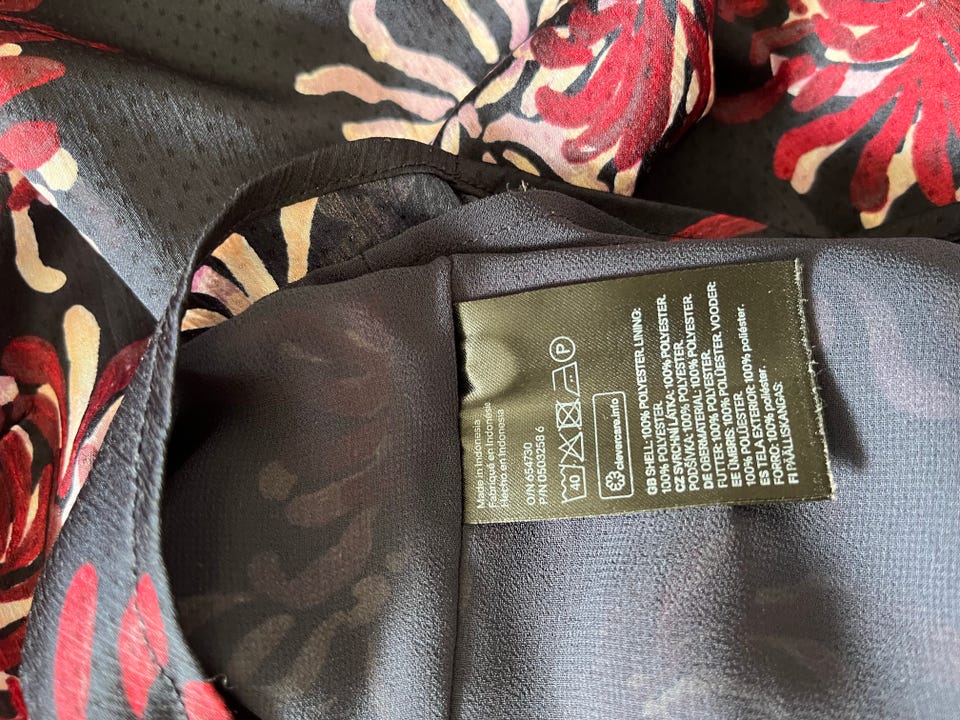 Made in Indonesia
Fabriqué en Indonésie
Hecho en Indonesia
O/N 654730
P/N 0503258 6
40
P
clevercare.info
GB SHELL: 100% POLYESTER. LINING:
100% POLYESTER.
CZ SVRCHNÍ LÁTKA: 100% POLYESTER.
PODŠÍVKA: 100% POLYESTER.
DE OBERMATERIAL: 100% POLYESTER.
FUTTER: 100% POLYESTER.
EE ÜMBRIS: 100% POLÜESTER. VOODER:
100% POLÜESTER.
ES TELA EXTERIOR: 100% poliéster.
FORRO: 100% poliéster.
FI PÄÄLLISKANGAS: